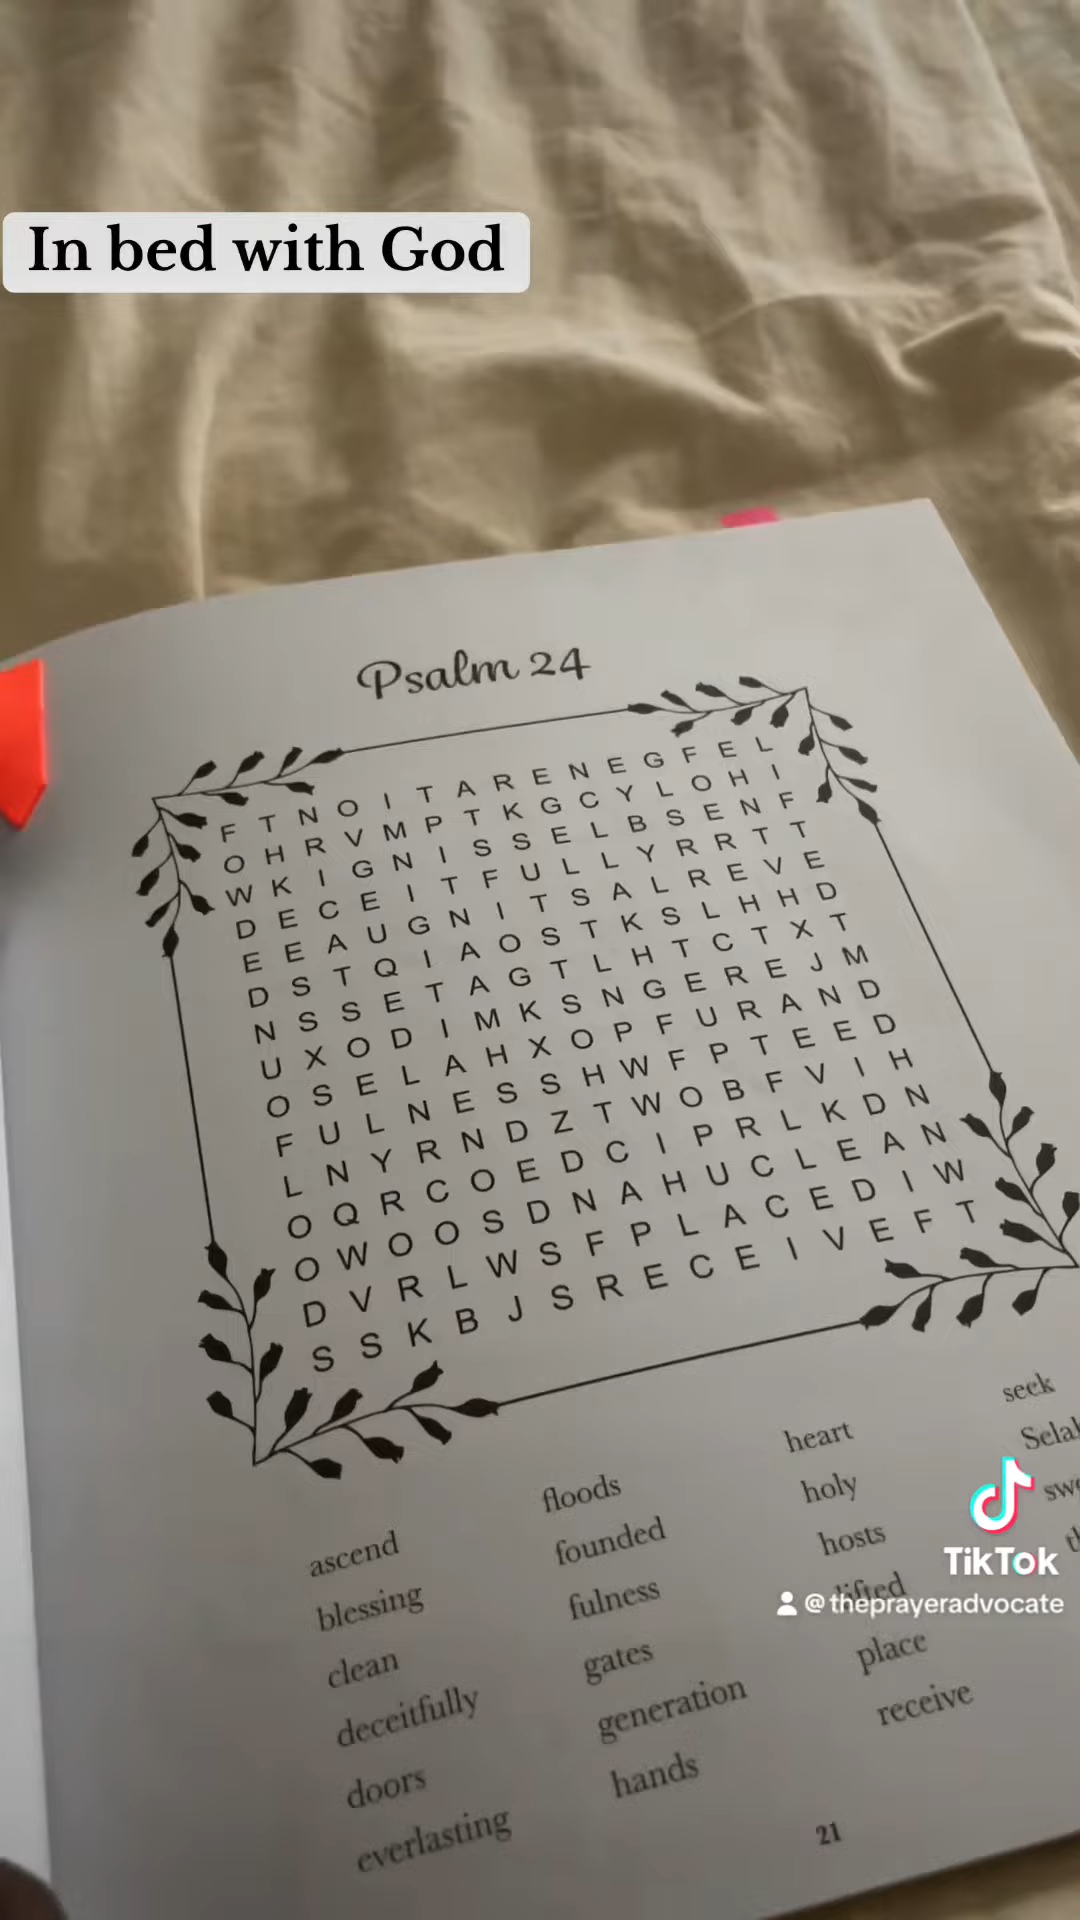 In bed with God
Psalm 24
F T N O I T A R E N E G F E L
O H R V M P T K G C Y L O H I
W K I G N I S S E L B S E N F
D E C E I T F U L L Y R R T T
E E A U G N I T S A L R E V E
D S T Q I A O S T K S L H H D
N S S E T A G T L H T C T X T
U X O D I M K S N G E R E J M
O S E L A H X O P F U R A N D
F U L N E S S H W F P T E E D
L N Y R N D Z T W O B F V I H
O Q R C O E D C I P R L K D N
O W O O S D N A H U C L E A N
D V R L W S F P L A C E D I W
S S K B J S R E C E I V E F T
ascend
blessing
clean
deceitfully
doors
everlasting
floods
founded
fulness
gates
generation
hands
heart
holy
hosts
lifted
place
receive
seek
21
TikTok
@theprayeradvocate